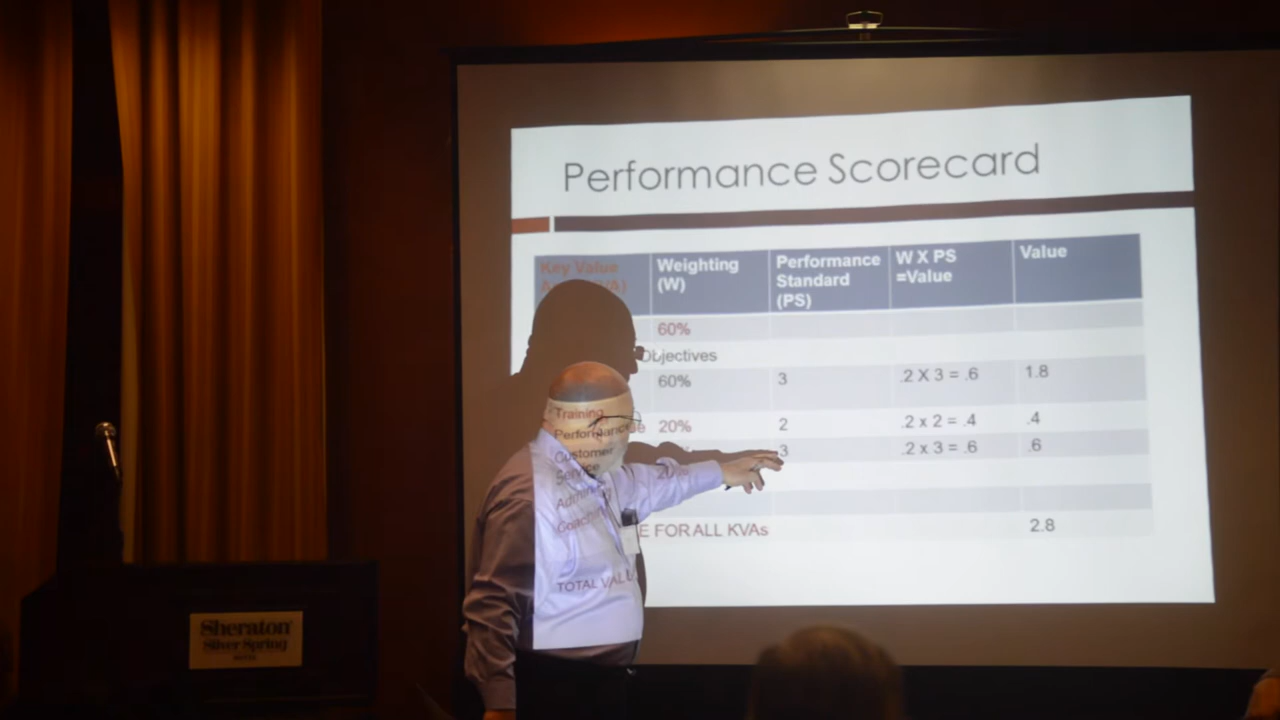 Performance Scorecard
Key Value Weighting (W) Performance Standard (PS) W X PS =Value Value
60%
Objectives
60% 3 .2 X 3 = .6 1.8
Training
Performance 20% 2 .2 x 2 = .4 .4
Customer 3 .2 x 3 = .6 .6
Service
TOTAL
E FOR ALL KVAs 2.8
Sheraton
Silver Spring